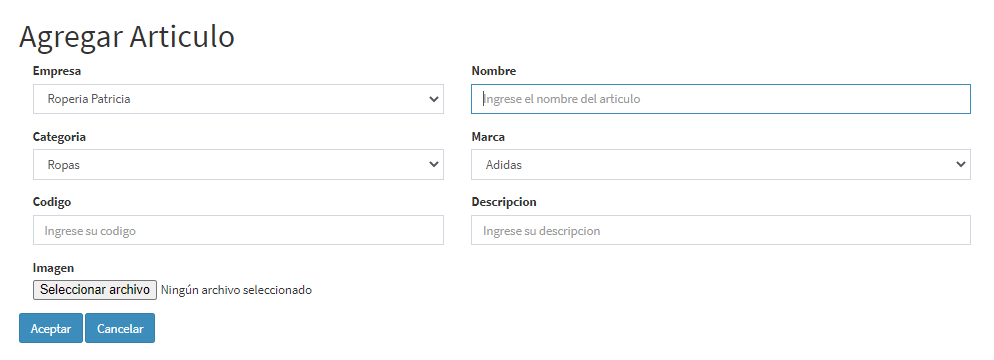 Agregar Articulo
Empresa
Nombre
Roperia Patricia
Ingrese el nombre del articulo
Categoria
Marca
Ropas
Adidas
Codigo
Descripcion
Ingrese su codigo
Ingrese su descripcion
Imagen
Seleccionar archivo Ningún archivo seleccionado
Aceptar Cancelar